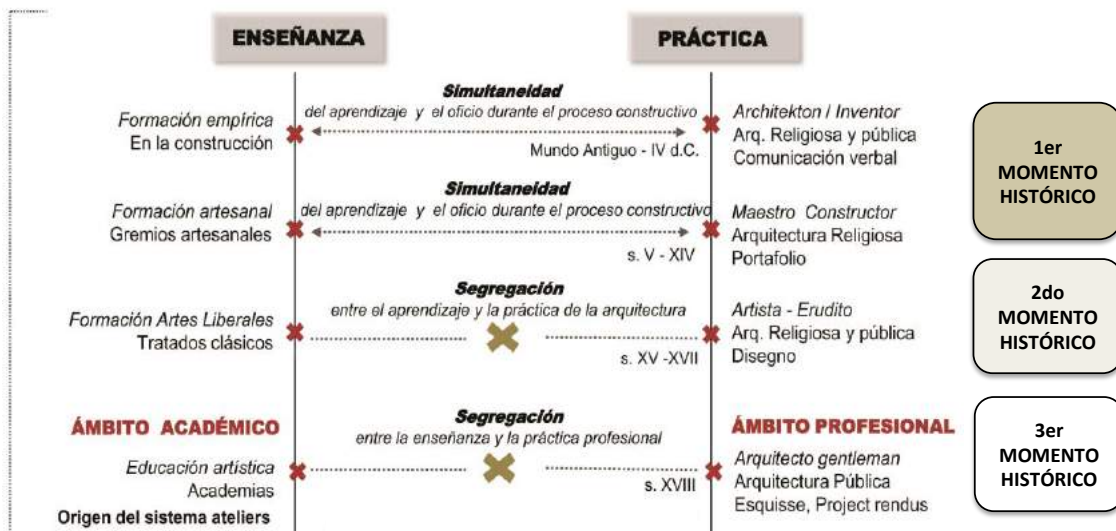 ENSEÑANZA
PRÁCTICA
Simultaneidad
del aprendizaje y el oficio durante el proceso constructivo
Formación empírica
En la construcción
Mundo Antiguo - IV d.C.
Architekton / Inventor
Arq. Religiosa y pública
Comunicación verbal
1er
MOMENTO
HISTÓRICO
Simultaneidad
del aprendizaje y el oficio durante el proceso constructivo
Formación artesanal
Gremios artesanales
s. V - XIV
Maestro Constructor
Arquitectura Religiosa
Portafolio
Segregación
entre el aprendizaje y la práctica de la arquitectura
Formación Artes Liberales
Tratados clásicos
s. XV -XVII
Artista - Erudito
Arq. Religiosa y pública
Disegno
2do
MOMENTO
HISTÓRICO
ÁMBITO ACADÉMICO
Segregación
entre la enseñanza y la práctica profesional
ÁMBITO PROFESIONAL
Educación artística
Academias
Origen del sistema ateliers
s. XVIII
Arquitecto gentleman
Arquitectura Pública
Esquisse, Project rendus
3er
MOMENTO
HISTÓRICO